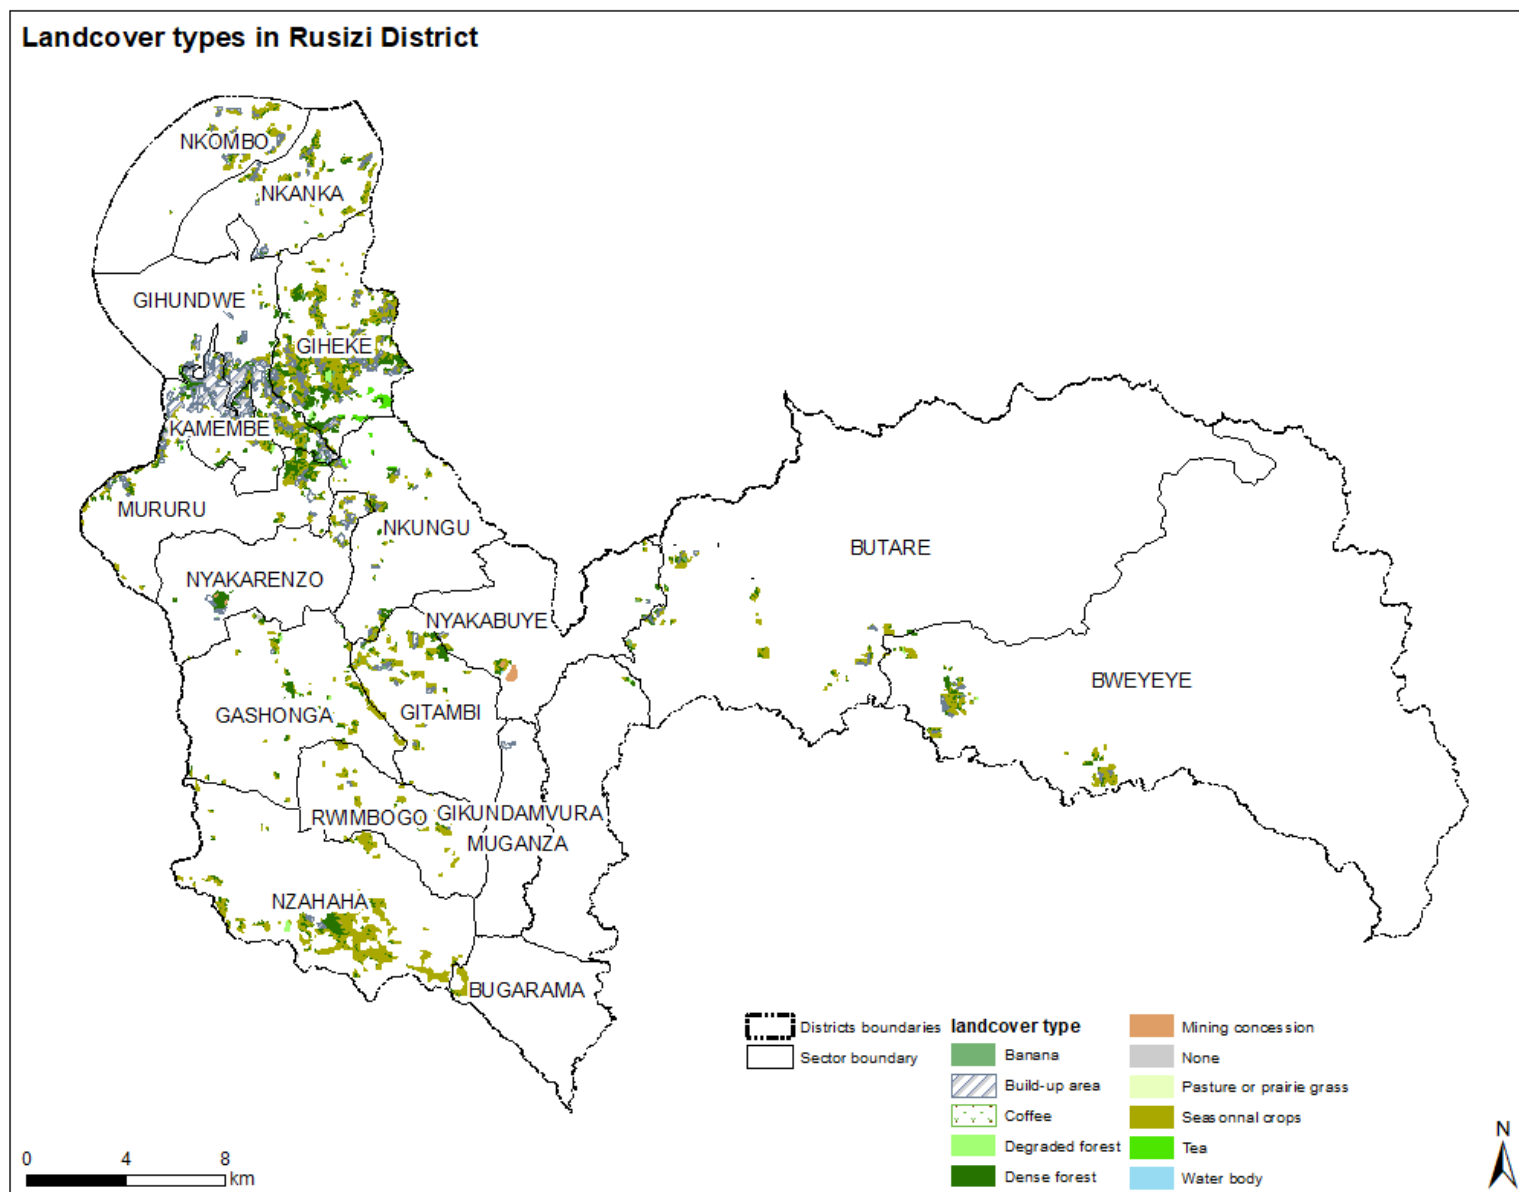 Landcover types in Rusizi District
NKOMBO
NKANKA
GIHUNDWE
GIHEKE
KAMEMBE
MURURU
NKUNGU
BUTARE
NYAKARENZO
NYAKABUYE
BWEYEYE
GASHONGA
GITAMBI
RWIMBOGO
GIKUNDAMVURA
MUGANZA
NZAHAHA
BUGARAMA
Districts boundaries
Sector boundary
landcover type
Banana
Build-up area
Coffee
Degraded forest
Dense forest
Mining concession
None
Pasture or prairie grass
Seasonnal crops
Tea
Water body
0 4 8
km
N